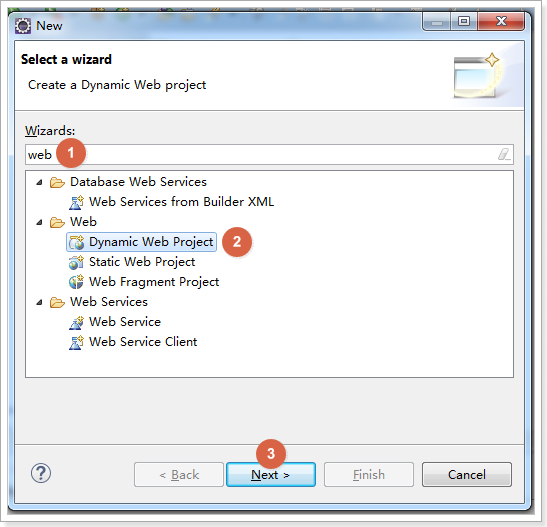 New
Select a wizard
Create a Dynamic Web project
Wizards:
web 1
Database Web Services
Web Services from Builder XML
Web
Dynamic Web Project 2
Static Web Project
Web Fragment Project
Web Services
Web Service
Web Service Client
3
? < Back Next > Finish Cancel